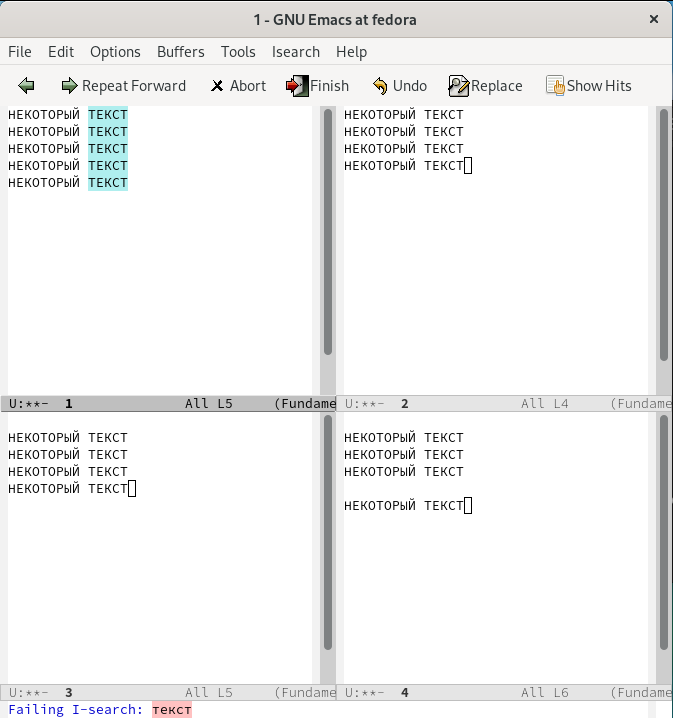 1 - GNU Emacs at fedora ×
File Edit Options Buffers Tools Isearch Help
Repeat Forward Abort Finish Undo Replace Show Hits
НЕКОТОРЫЙ ТЕКСТ
НЕКОТОРЫЙ ТЕКСТ
НЕКОТОРЫЙ ТЕКСТ
НЕКОТОРЫЙ ТЕКСТ
НЕКОТОРЫЙ ТЕКСТ
U:**- 1 All L5 (Fundame
НЕКОТОРЫЙ ТЕКСТ
НЕКОТОРЫЙ ТЕКСТ
НЕКОТОРЫЙ ТЕКСТ
НЕКОТОРЫЙ ТЕКСТ
U:**- 2 All L4 (Fundame
НЕКОТОРЫЙ ТЕКСТ
НЕКОТОРЫЙ ТЕКСТ
НЕКОТОРЫЙ ТЕКСТ
НЕКОТОРЫЙ ТЕКСТ
U:**- 3 All L5 (Fundame
НЕКОТОРЫЙ ТЕКСТ
НЕКОТОРЫЙ ТЕКСТ
НЕКОТОРЫЙ ТЕКСТ
НЕКОТОРЫЙ ТЕКСТ
U:**- 4 All L6 (Fundame
Failing I-search: текст